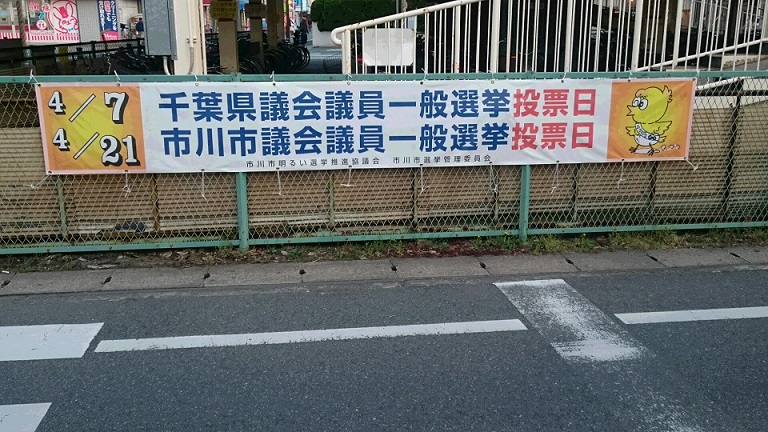 4/7 千葉県議会議員一般選挙投票日
4/21 市川市議会議員一般選挙投票日
市川市明るい選挙推進協議会 市川市選挙管理委員会